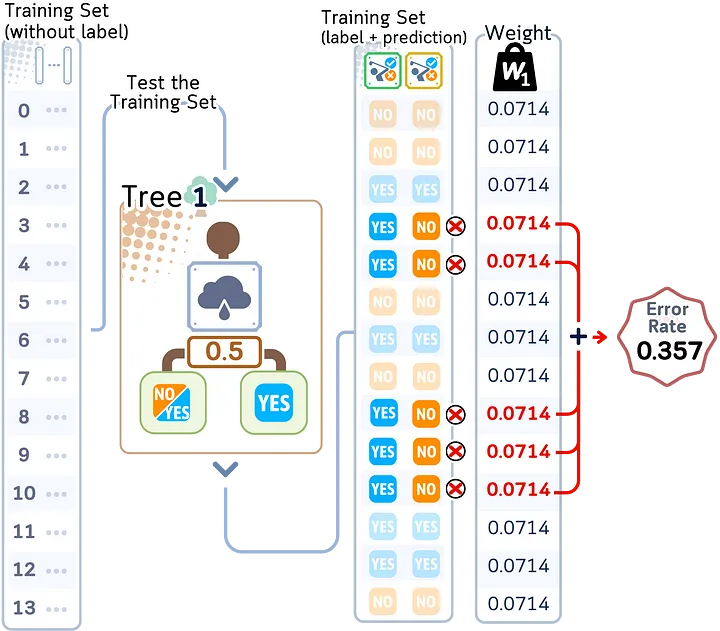 Training Set
(without label)
0
1
2
3
4
5
6
7
8
9
10
11
12
13
Test the
Training Set
Tree 1
0.5
NO
YES
YES
Training Set
(label + prediction)
Weight
W1
NO NO 0.0714
NO NO 0.0714
YES YES 0.0714
YES NO 0.0714
YES NO 0.0714
NO NO 0.0714
YES YES 0.0714
NO NO 0.0714
YES NO 0.0714
YES NO 0.0714
YES NO 0.0714
YES YES 0.0714
YES YES 0.0714
NO NO 0.0714
+
Error
Rate
0.357